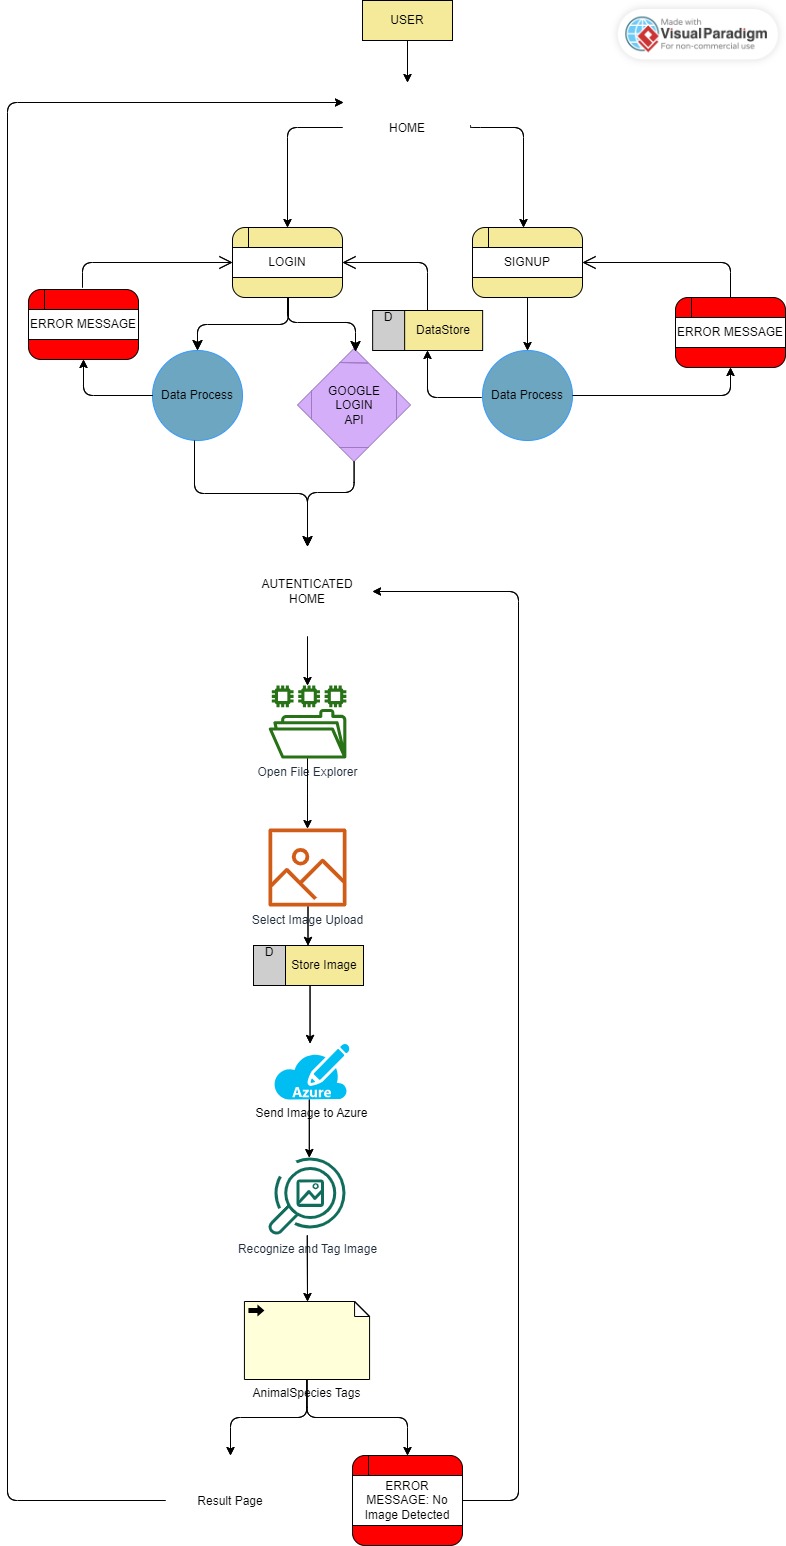 USER
Made with
VisualParadigm
For non-commercial use
HOME
LOGIN
SIGNUP
ERROR MESSAGE
D
DataStore
ERROR MESSAGE
Data Process
GOOGLE
LOGIN
API
Data Process
AUTENTICATED
HOME
Open File Explorer
Select Image Upload
D
Store Image
Azure
Send Image to Azure
Recognize and Tag Image
AnimalSpecies Tags
Result Page
ERROR
MESSAGE: No
Image Detected